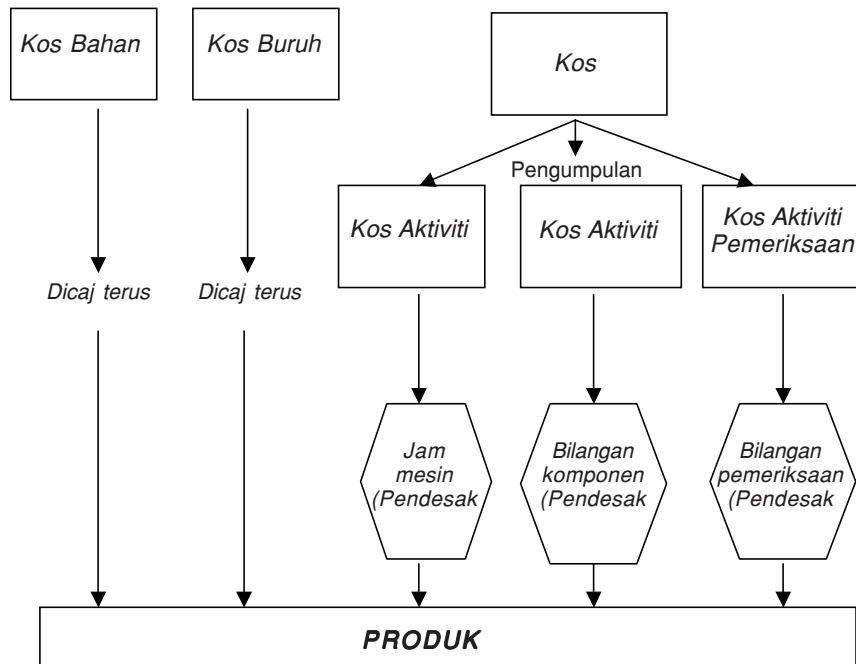 Kos Bahan
Kos Buruh
Kos
Pengumpulan
Kos Aktiviti
Kos Aktiviti
Kos Aktiviti
Pemeriksaan
Dicaj terus
Dicaj terus
Jam
mesin
(Pendesak
Bilangan
komponen
(Pendesak
Bilangan
pemeriksaan
(Pendesak
PRODUK